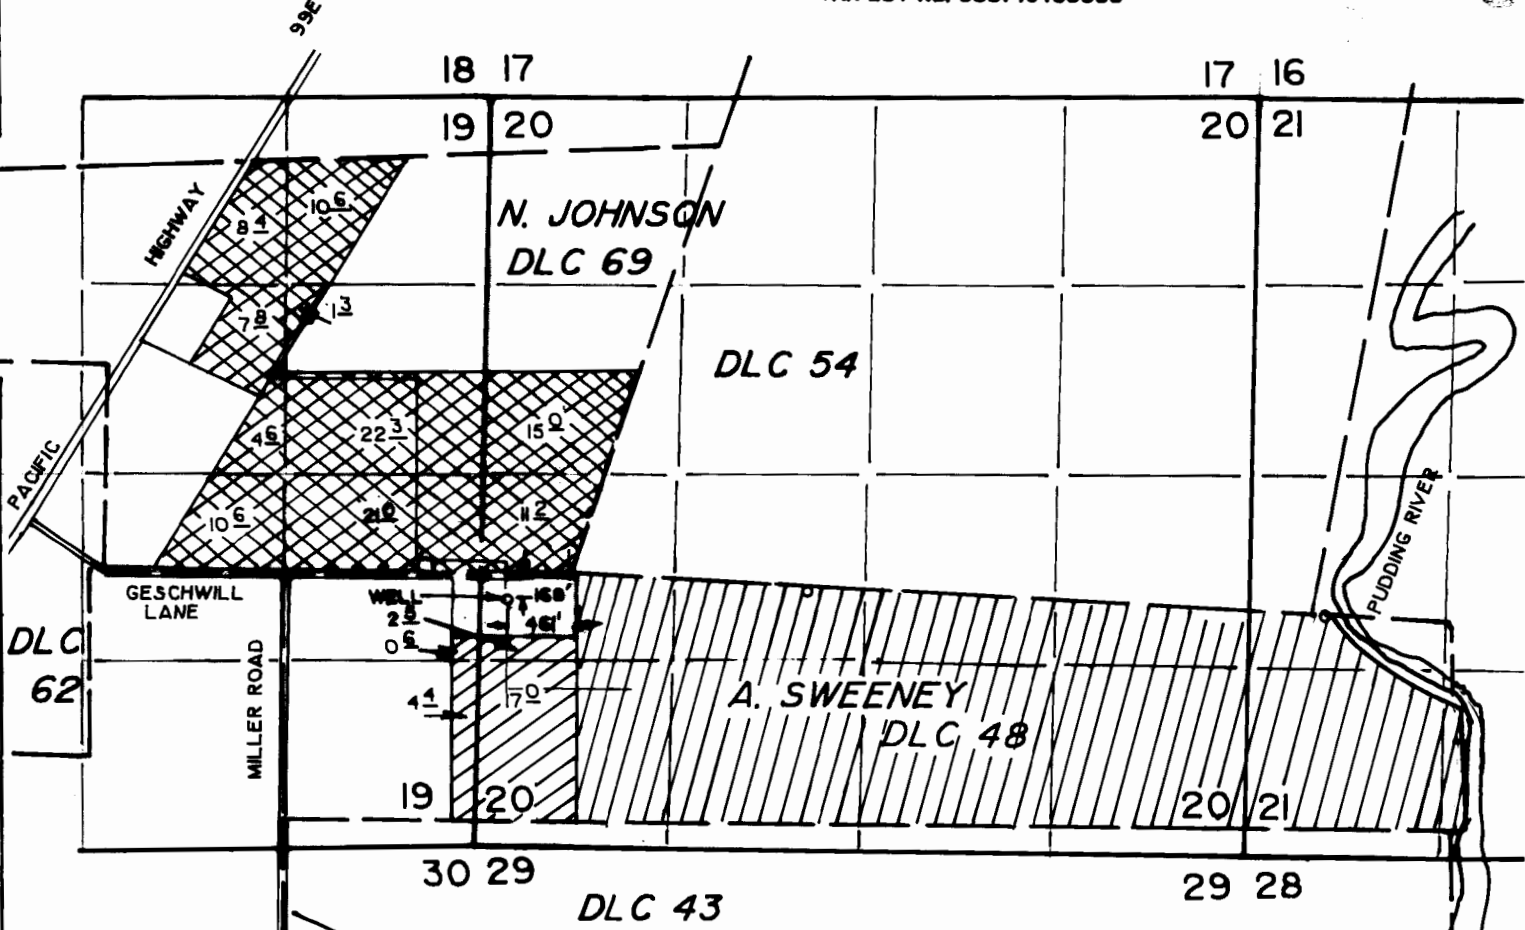 99E
18 17
17 16
19 20
20 21
HIGHWAY
8 4
10 6
N. JOHNSON
DLC 69
7 8
1 3
DLC 54
PACIFIC
4 6
22 3
15 0
10 6
21 0
11 2
PUDDING RIVER
GESCHWILL
LANE
WELL
168'
2 5
461'
0 6
DLC
62
MILLER ROAD
4 4
17 0
A. SWEENEY
DLC 48
19 20
20 21
30 29
29 28
DLC 43